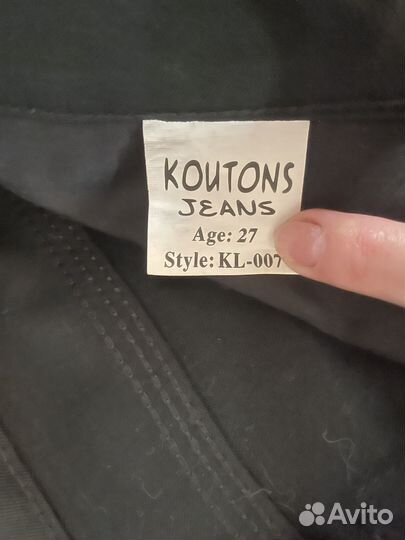 KOUTONS
JEANS
Age: 27
Style: KL-007
Avito